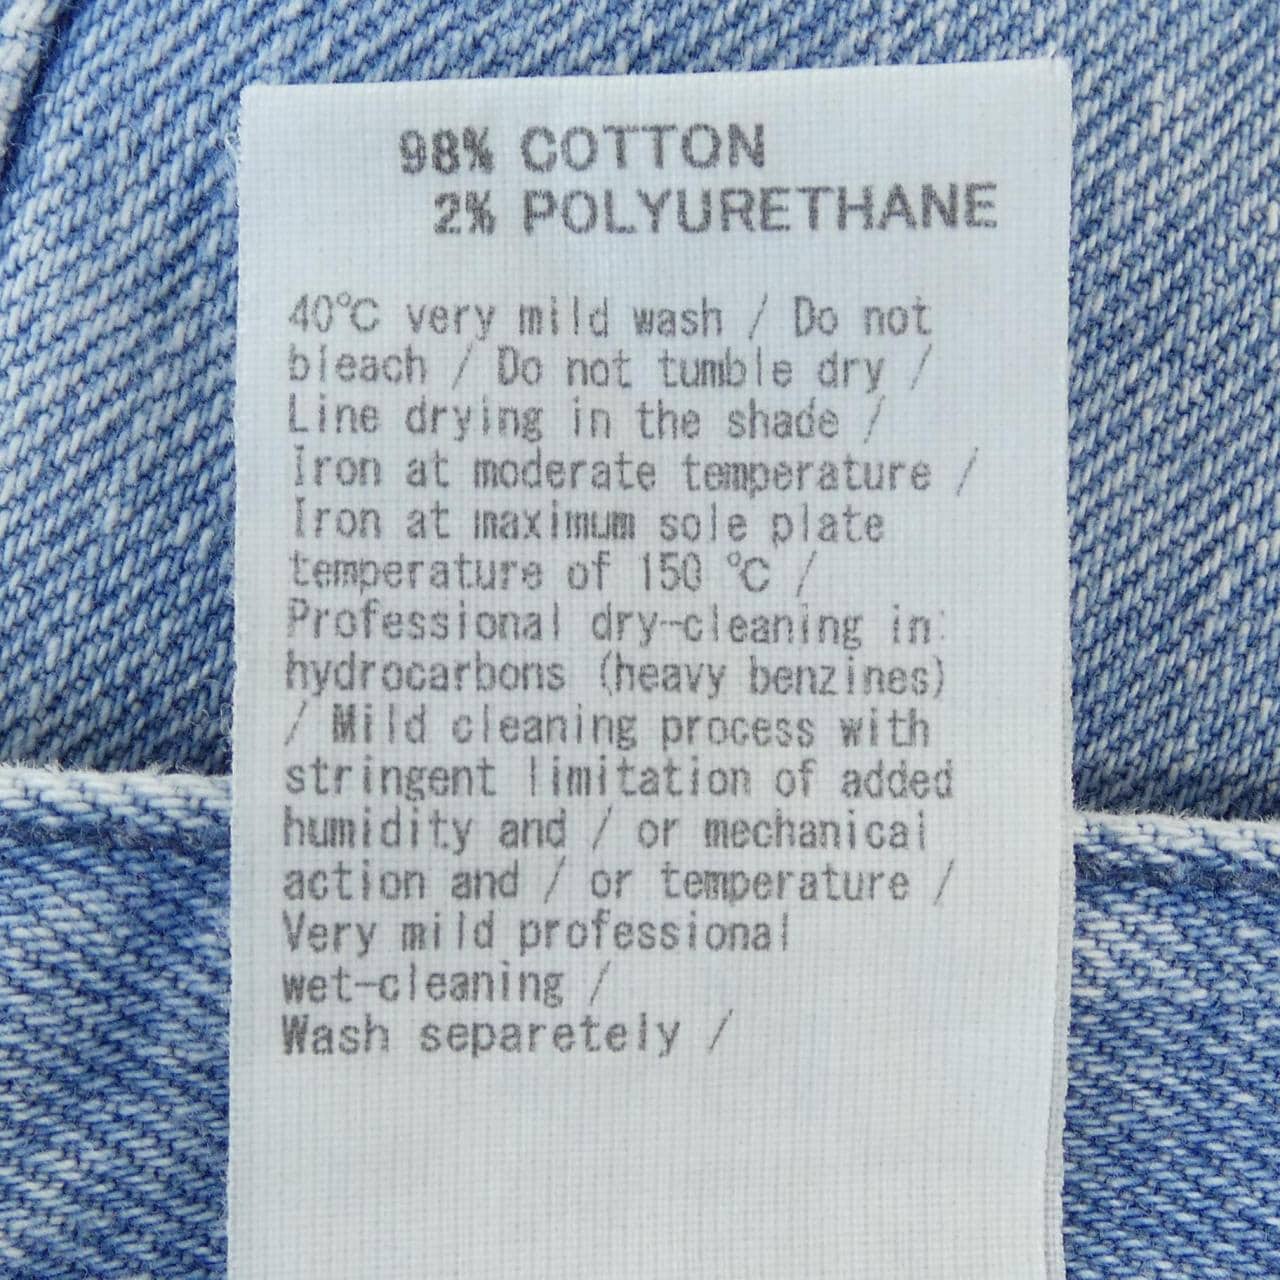 98% COTTON
2% POLYURETHANE
40℃ very mild wash / Do not
bleach / Do not tumble dry /
Line drying in the shade /
Iron at moderate temperature /
Iron at maximum sole plate
temperature of 150 ℃ /
Professional dry-cleaning in:
hydrocarbons (heavy benzines)
/ Mild cleaning process with
stringent limitation of added
humidity and / or mechanical
action and / or temperature /
Very mild professional
wet-cleaning /
Wash separetely /